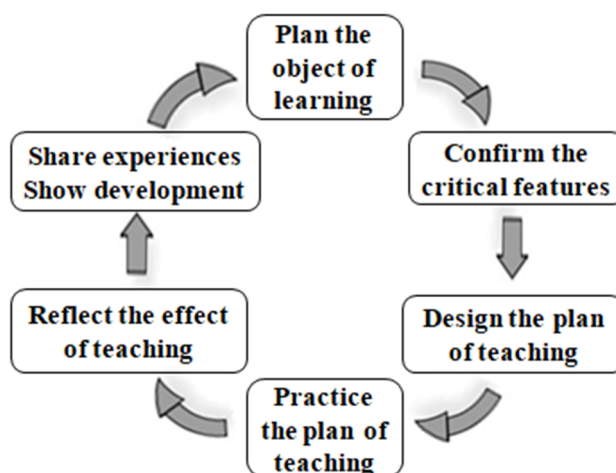 Plan the
object of
learning
Confirm the
critical features
Design the plan
of teaching
Practice
the plan of
teaching
Reflect the effect
of teaching
Share experiences
Show development